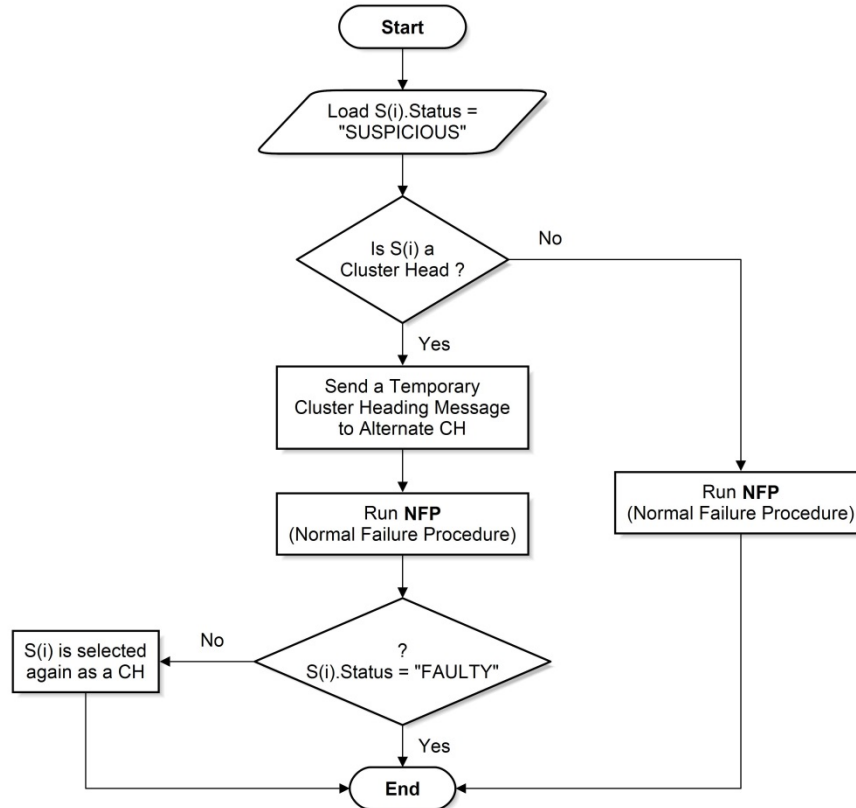 Start
Load S(i).Status =
"SUSPICIOUS"
Is S(i) a
Cluster Head ?
No
Yes
Send a Temporary
Cluster Heading Message
to Alternate CH
Run NFP
(Normal Failure Procedure)
Run NFP
(Normal Failure Procedure)
?
S(i).Status = "FAULTY"
No
S(i) is selected
again as a CH
Yes
End